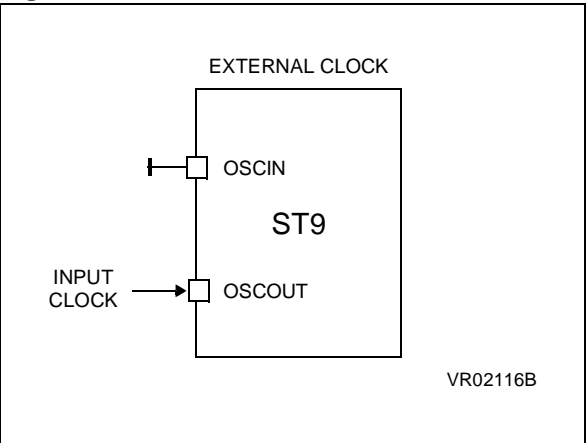 EXTERNAL CLOCK
OSCIN
ST9
INPUT
CLOCK
OSCOUT
VR02116B